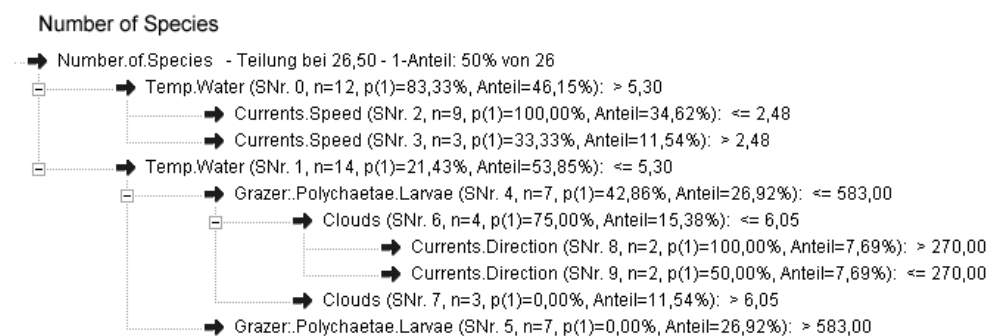 Number of Species
Number.of.Species - Teilung bei 26,50 - 1-Anteil: 50% von 26
Temp.Water (SNr. 0, n=12, p(1)=83,33%, Anteil=46,15%): > 5,30
Currents.Speed (SNr. 2, n=9, p(1)=100,00%, Anteil=34,62%): <= 2,48
Currents.Speed (SNr. 3, n=3, p(1)=33,33%, Anteil=11,54%): > 2,48
Temp.Water (SNr. 1, n=14, p(1)=21,43%, Anteil=53,85%): <= 5,30
Grazer:.Polychaetae.Larvae (SNr. 4, n=7, p(1)=42,86%, Anteil=26,92%): <= 583,00
Clouds (SNr. 6, n=4, p(1)=75,00%, Anteil=15,38%): <= 6,05
Currents.Direction (SNr. 8, n=2, p(1)=100,00%, Anteil=7,69%): > 270,00
Currents.Direction (SNr. 9, n=2, p(1)=50,00%, Anteil=7,69%): <= 270,00
Clouds (SNr. 7, n=3, p(1)=0,00%, Anteil=11,54%): > 6,05
Grazer:.Polychaetae.Larvae (SNr. 5, n=7, p(1)=0,00%, Anteil=26,92%): > 583,00